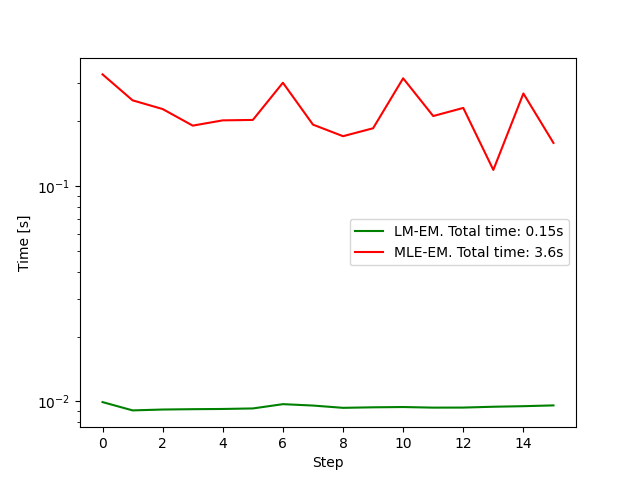 10⁻¹
10⁻²
Time [s]
LM-EM. Total time: 0.15s
MLE-EM. Total time: 3.6s
0 2 4 6 8 10 12 14
Step